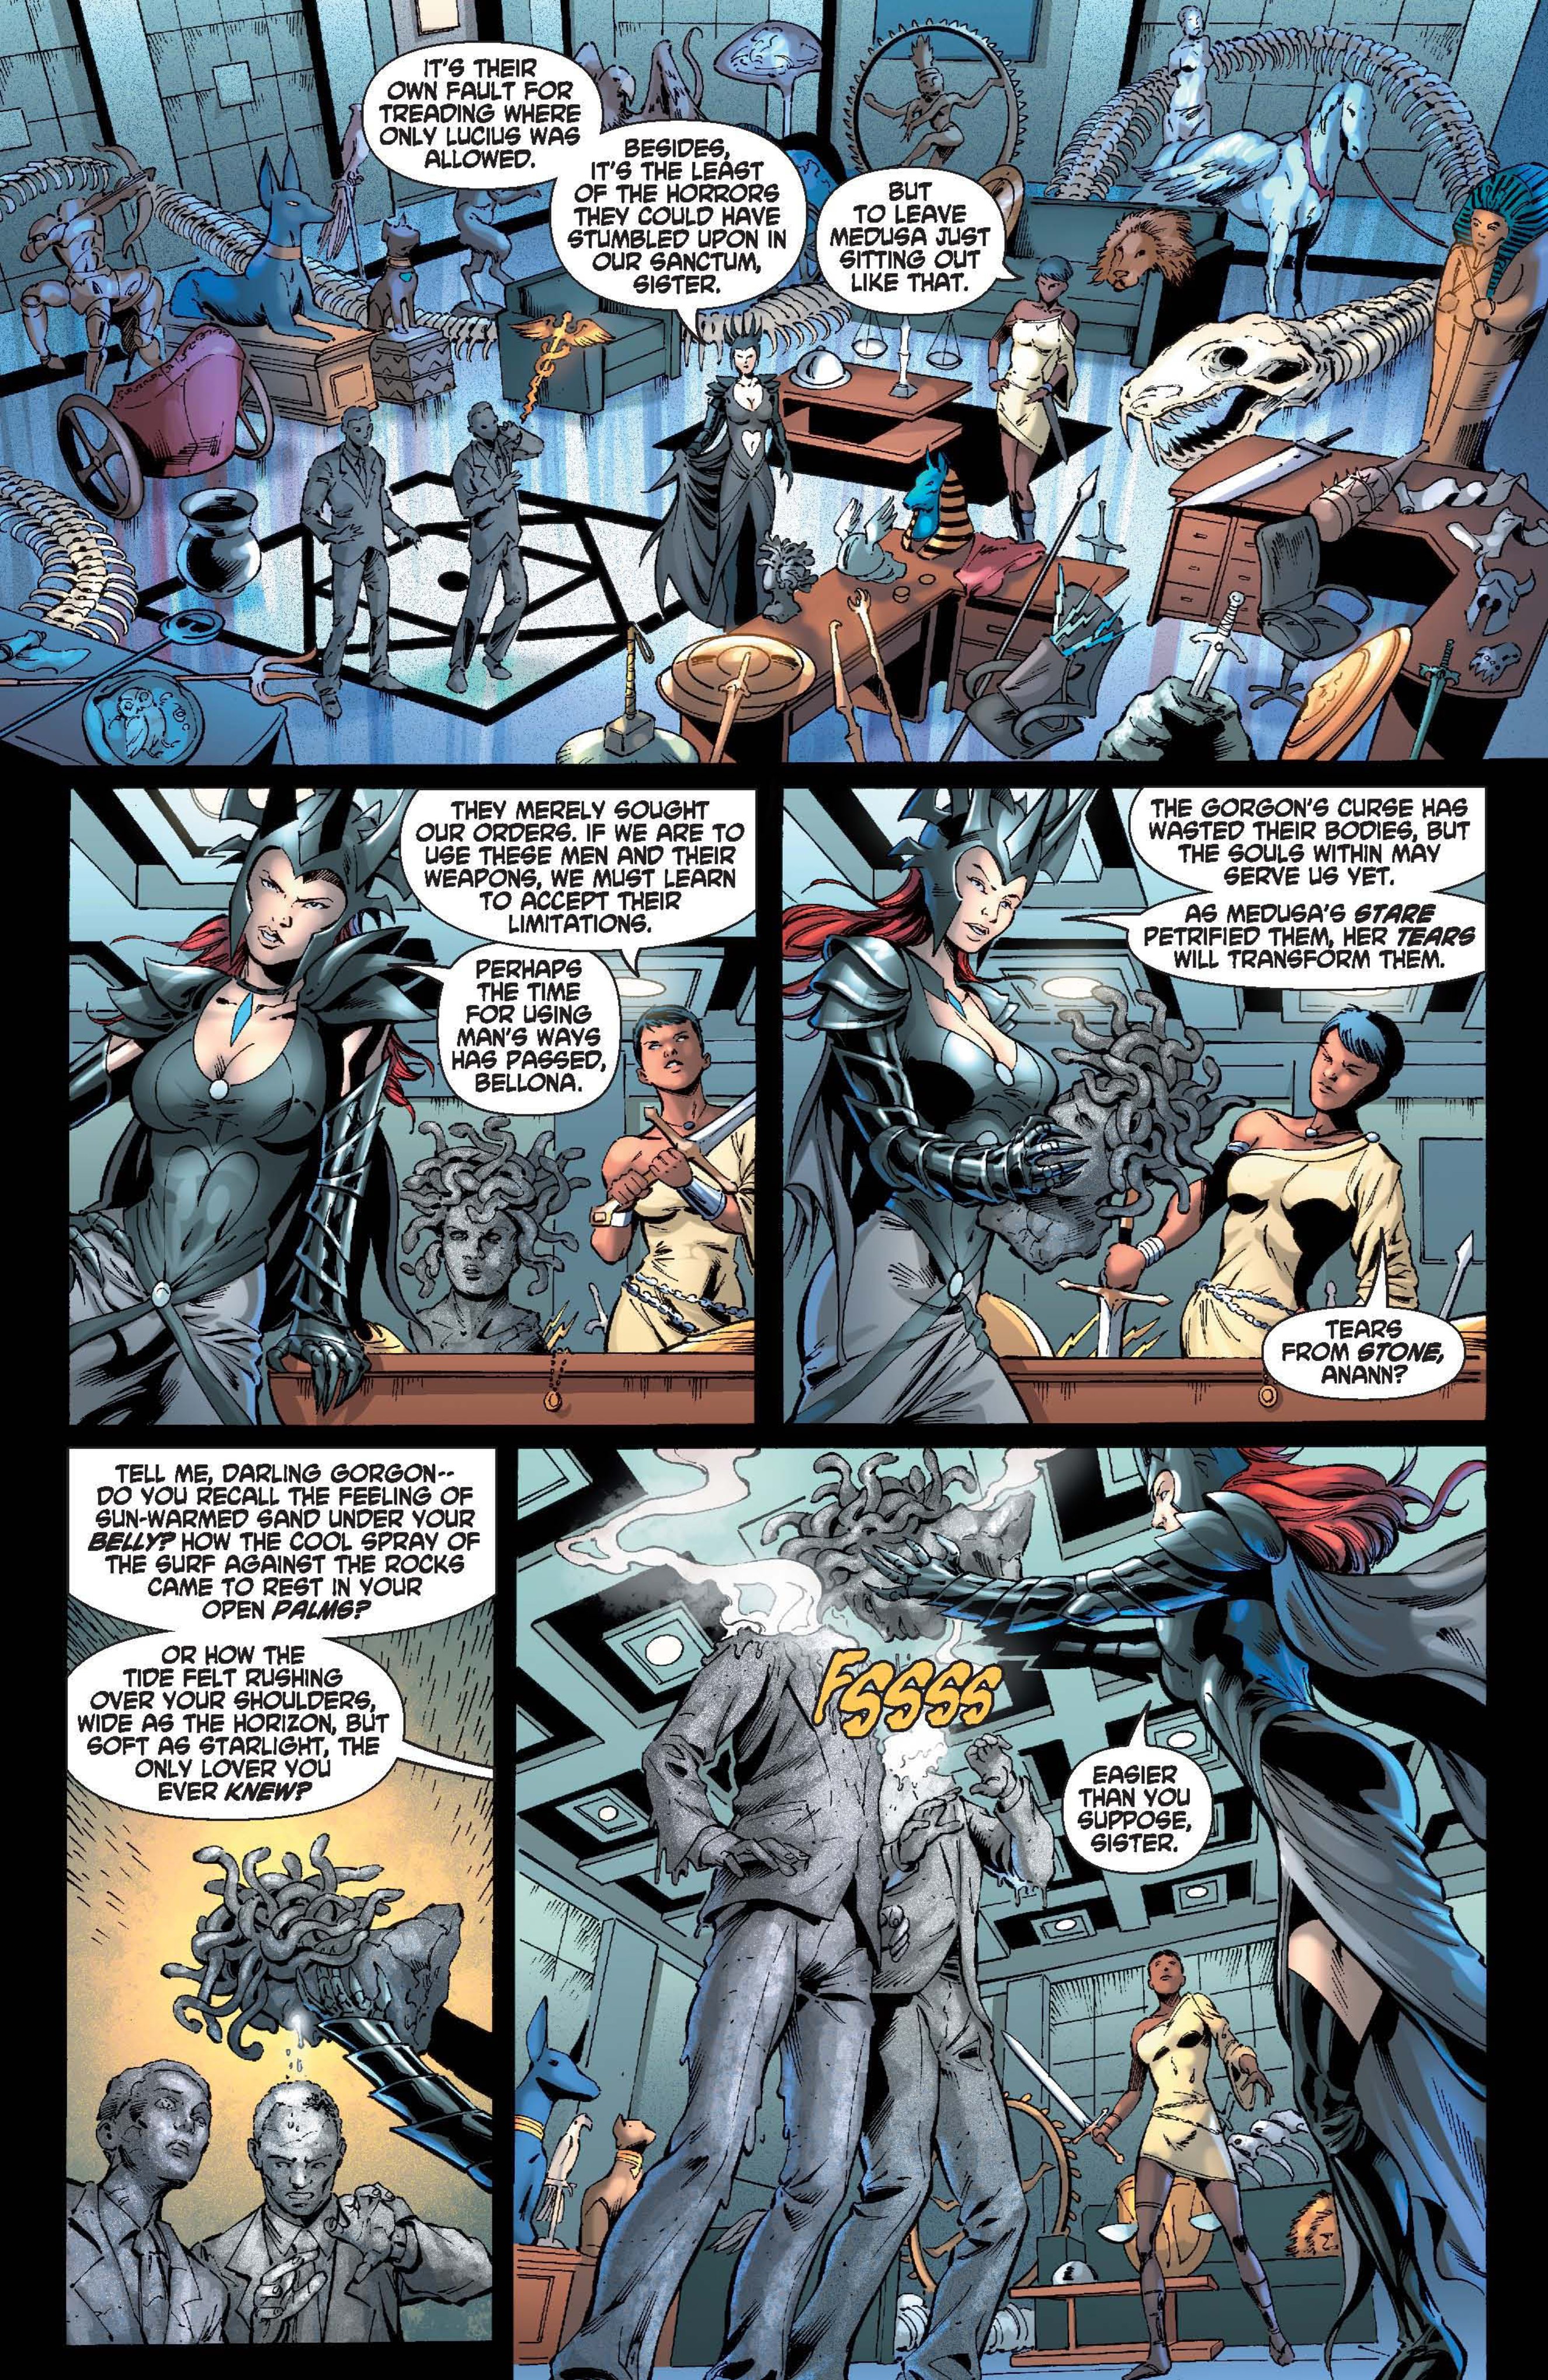 IT'S THEIR
OWN FAULT FOR
TREADING WHERE
ONLY LUCIUS WAS
ALLOWED.
BESIDES,
IT'S THE LEAST
OF THE HORRORS
THEY COULD HAVE
STUMBLED UPON IN
OUR SANCTUM,
SISTER.
BUT
TO LEAVE
MEDUSA JUST
SITTING OUT
LIKE THAT.
THEY MERELY SOUGHT
OUR ORDERS. IF WE ARE TO
USE THESE MEN AND THEIR
WEAPONS, WE MUST LEARN
TO ACCEPT THEIR
LIMITATIONS.
PERHAPS
THE TIME
FOR USING
MAN'S WAYS
HAS PASSED,
BELLONA.
THE GORGON'S CURSE HAS
WASTED THEIR BODIES, BUT
THE SOULS WITHIN MAY
SERVE US YET.
AS MEDUSA'S STARE
PETRIFIED THEM, HER TEARS
WILL TRANSFORM THEM.
TEARS
FROM STONE,
ANANN?
TELL ME, DARLING GORGON--
DO YOU RECALL THE FEELING OF
SUN-WARMED SAND UNDER YOUR
BELLY? HOW THE COOL SPRAY OF
THE SURF AGAINST THE ROCKS
CAME TO REST IN YOUR
OPEN PALMS?
OR HOW THE
TIDE FELT RUSHING
OVER YOUR SHOULDERS,
WIDE AS THE HORIZON, BUT
SOFT AS STARLIGHT, THE
ONLY LOVER YOU
EVER KNEW?
FSSSSS
EASIER
THAN YOU
SUPPOSE,
SISTER.